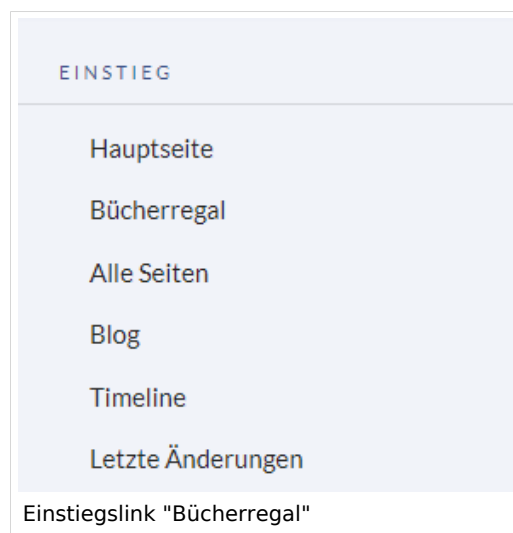 EINSTIEG
Hauptseite
Bücherregal
Alle Seiten
Blog
Timeline
Letzte Änderungen
Einstiegslink "Bücherregal"